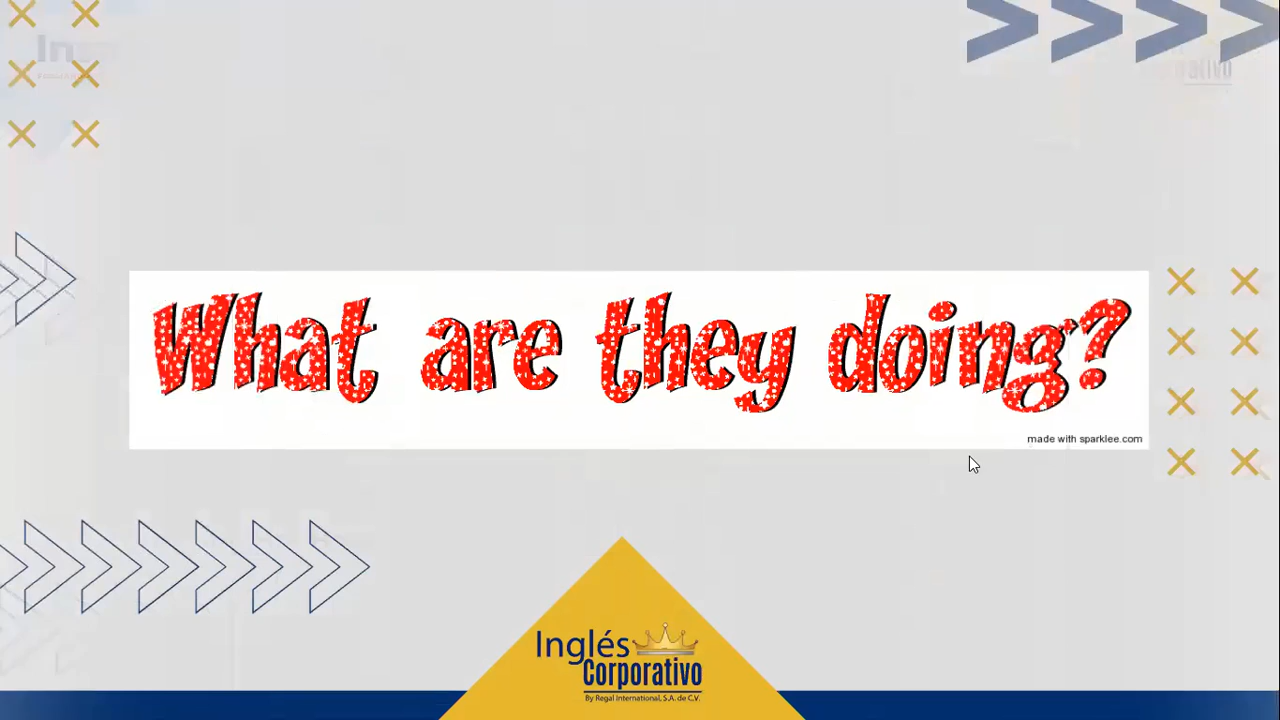 What are they doing?
made with sparklee.com
Inglés
Corporativo
By Regal International, S.A. de C.V.